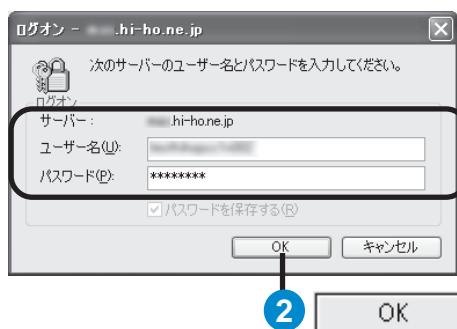 ログオン - .hi-ho.ne.jp
次のサーバーのユーザー名とパスワードを入力してください。
ログオン
サーバー： .hi-ho.ne.jp
ユーザー名(U):
パスワード(P): ********
パスワードを保存する(R)
OK キャンセル
2 OK